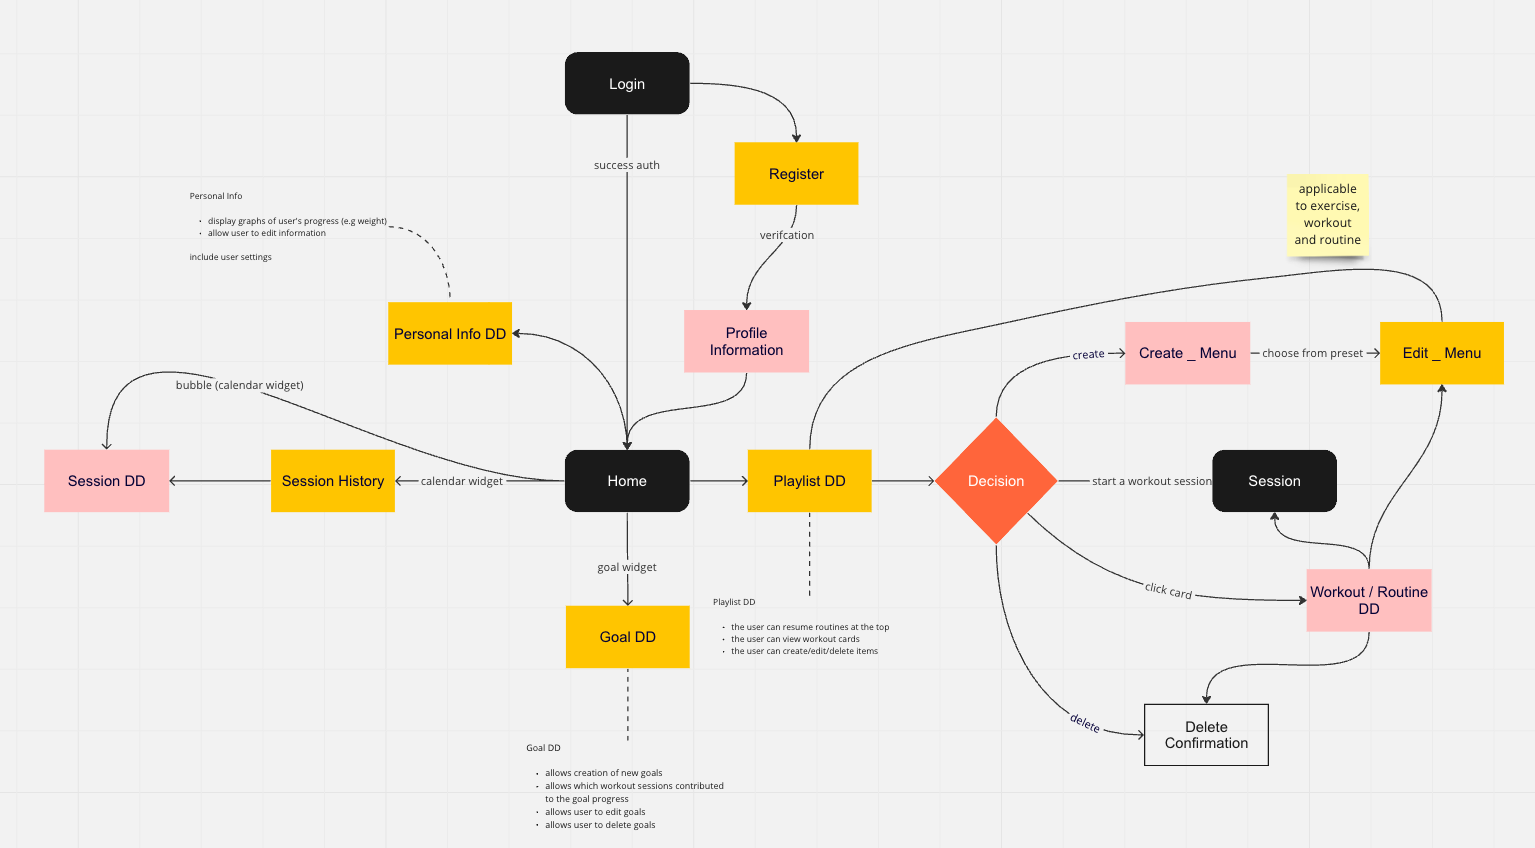 Login
success auth
Register
Personal Info
display graphs of user's progress (e.g weight)
allow user to edit information
include user settings
applicable
to exercise,
workout
and routine
verifcation
Personal Info DD
Profile
Information
create
Create _ Menu
choose from preset
Edit _ Menu
bubble (calendar widget)
Session DD
Session History
calendar widget
Home
Playlist DD
Decision
start a workout session
Session
goal widget
click card
Workout / Routine
DD
Goal DD
Playlist DD
the user can resume routines at the top
the user can view workout cards
the user can create/edit/delete items
delete
Delete
Confirmation
Goal DD
allows creation of new goals
allows which workout sessions contributed
to the goal progress
allows user to edit goals
allows user to delete goals